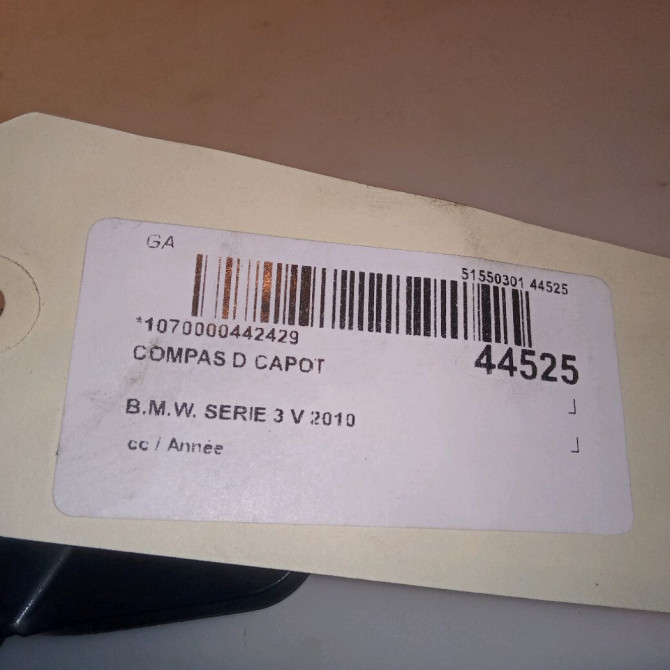 GA
51550301 44525
*1070000442429
44525
COMPAS D CAPOT
B.M.W. SERIE 3 V 2010
cc / Année